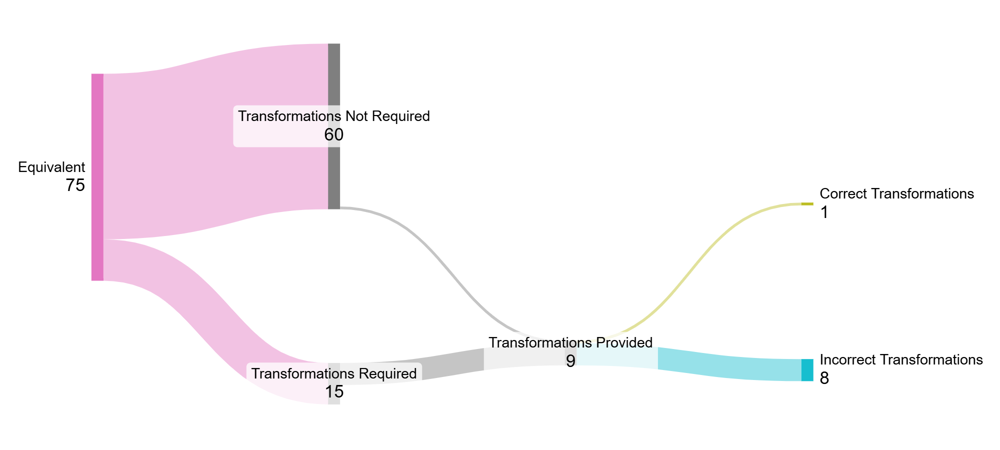 Equivalent
75
Transformations Not Required
60
Transformations Required
15
Transformations Provided
9
Correct Transformations
1
Incorrect Transformations
8